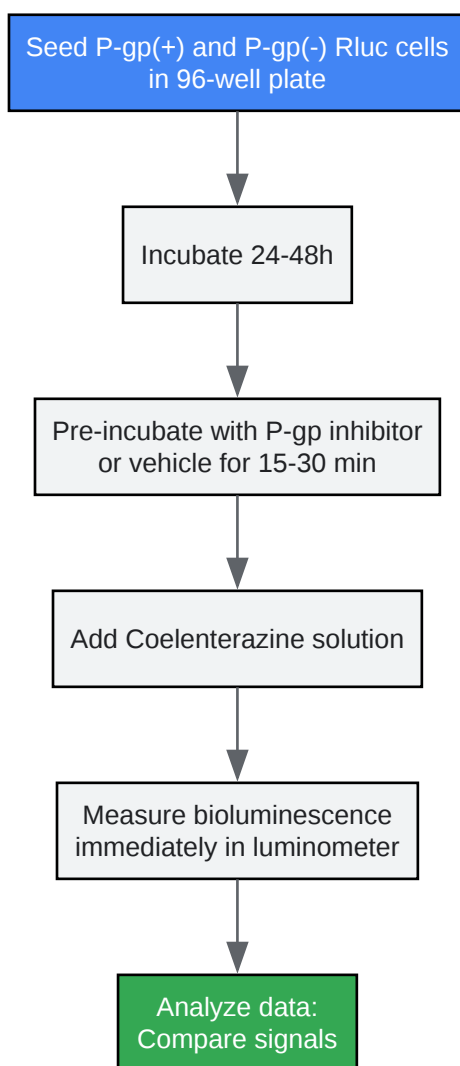 Seed P-gp(+) and P-gp(-) Rluc cells
in 96-well plate
Incubate 24-48h
Pre-incubate with P-gp inhibitor
or vehicle for 15-30 min
Add Coelenterazine solution
Measure bioluminescence
immediately in luminometer
Analyze data:
Compare signals